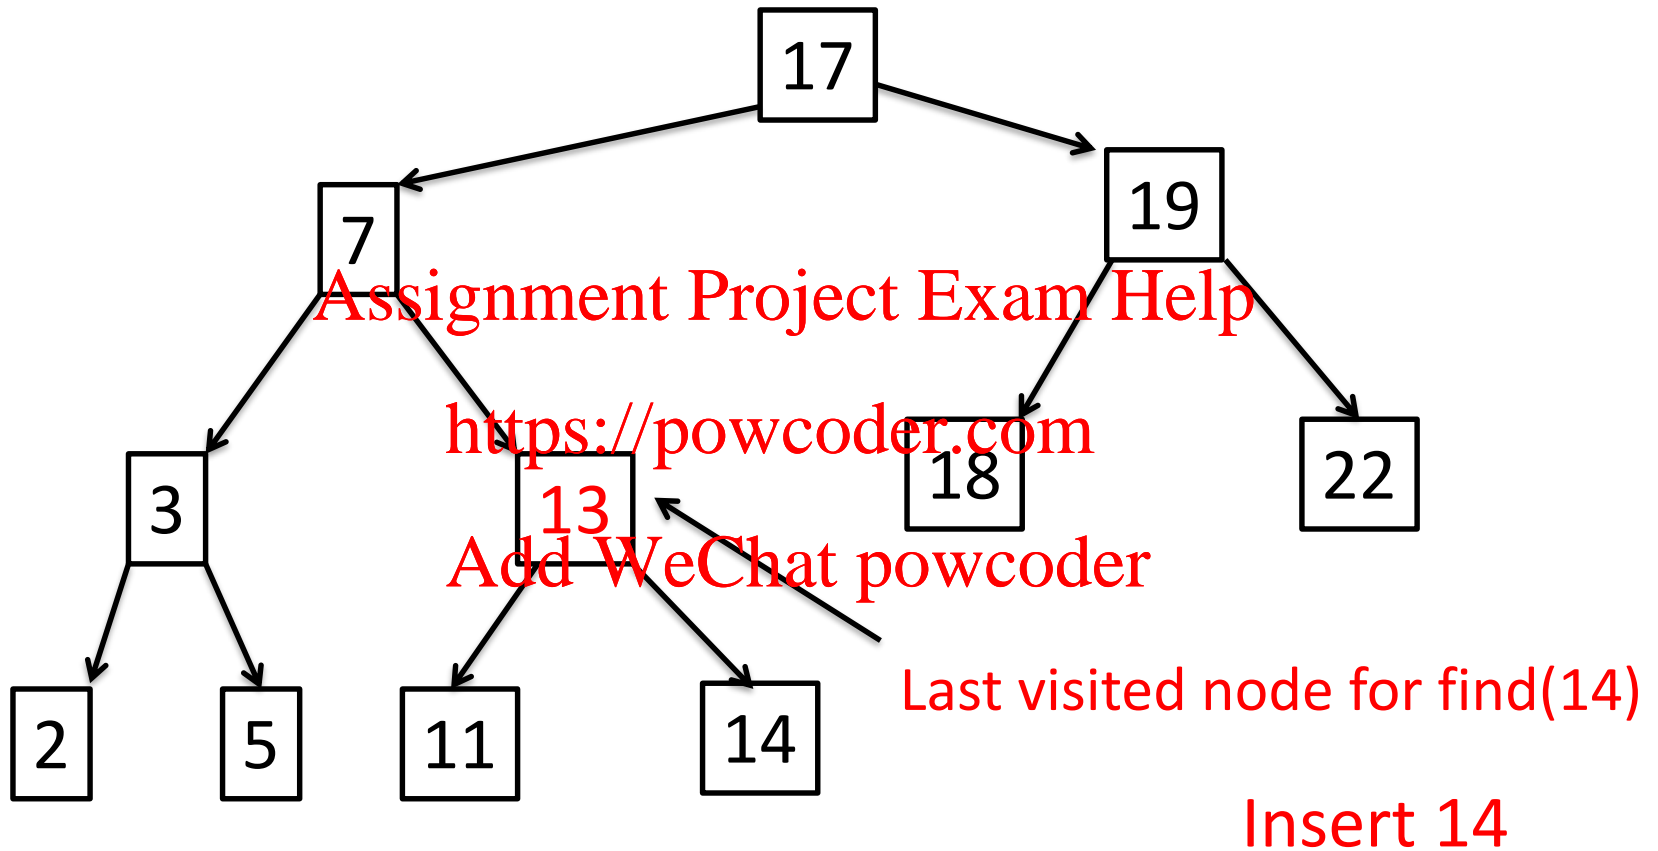 17
19
7
Assignment Project Exam Help
https://powcoder.com
3
13
18
22
Add WeChat powcoder
Last visited node for find(14)
2
5
11
14
Insert 14